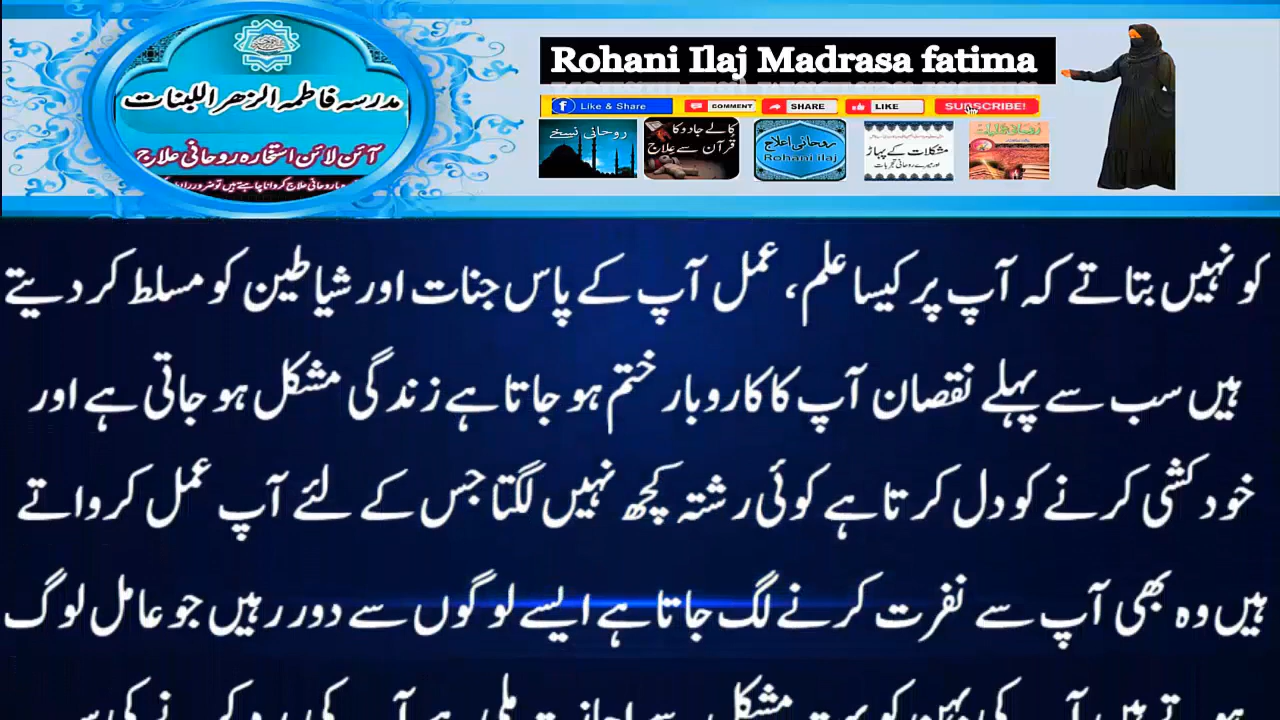 مدرسہ فاطمہ الزھرا للبنات
آئن لائن استخارہ روحانی علاج
Rohani Ilaj Madrasa fatima
Like & Share
COMMENT
SHARE
LIKE
SUBSCRIBE!
روحانی نسخے
کالے جادو کا
قرآن سے علاج
روحانی علاج
Rohani ilaj
مشکلات کے پہاڑ
کو نہیں بتاتے کہ آپ پر کیسا علم، عمل آپ کے پاس جنات اور شیاطین کو مسلط کر دیتے
ہیں سب سے پہلے نقصان آپ کا کاروبار ختم ہو جاتا ہے زندگی مشکل ہو جاتی ہے اور
خود کشی کرنے کو دل کرتا ہے کوئی رشتہ کچھ نہیں لگتا جس کے لئے آپ عمل کرواتے
ہیں وہ بھی آپ سے نفرت کرنے لگ جاتا ہے ایسے لوگوں سے دور رہیں جو عامل لوگ